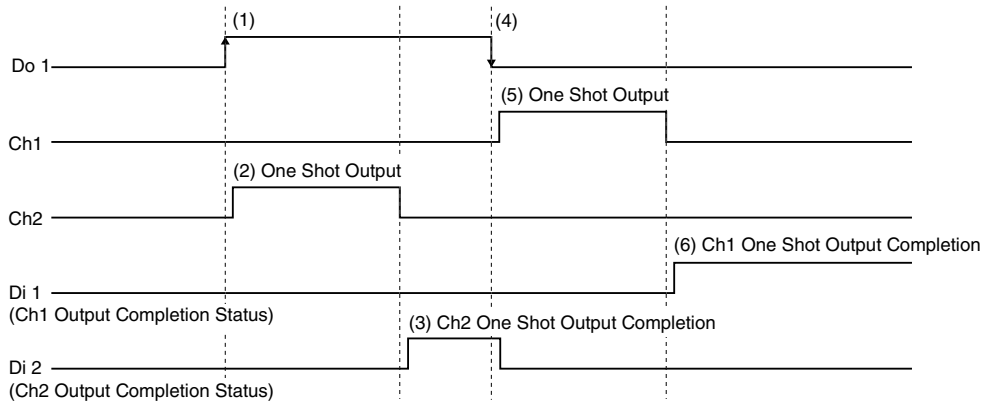 (1)
(4)
Do 1
(5) One Shot Output
Ch1
(2) One Shot Output
Ch2
(6) Ch1 One Shot Output Completion
Di 1
(Ch1 Output Completion Status)
(3) Ch2 One Shot Output Completion
Di 2
(Ch2 Output Completion Status)